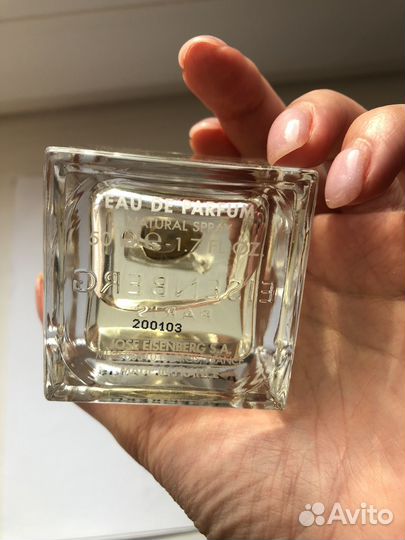 EAU DE PARFUM
NATURAL SPRAY
1.7 FL. OZ.
EISENBERG
PARIS
200103
JOSE EISENBERG S.A.
Avito